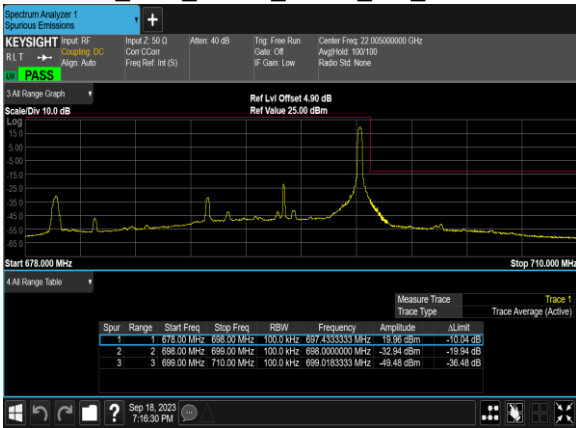 Spectrum Analyzer 1
Spurious Emissions
KEYSIGHT Input: RF Input Z: 50 Ω Atten: 40 dB Trig: Free Run Center Freq: 22.005000000 GHz
RLT Coupling: DC Corr CCorr Gate: Off Avg|Hold: 100/100
Align: Auto Freq Ref: Int (S) IF Gain: Low Radio Std: None
PASS
3 All Range Graph
Ref Lvl Offset 4.90 dB
Scale/Div 10.0 dB Ref Value 25.00 dBm
Log
15.0
5.00
-5.00
-15.0
-25.0
-35.0
-45.0
-55.0
-65.0
Start 678.000 MHz Stop 710.000 MHz
4 All Range Table
Measure Trace Trace 1
Trace Type Trace Average (Active)
Spur Range Start Freq Stop Freq RBW Frequency Amplitude ΔLimit
1 1 678.00 MHz 698.00 MHz 100.0 kHz 697.4333333 MHz 19.96 dBm -10.04 dB
2 2 698.00 MHz 699.00 MHz 100.0 kHz 698.0000000 MHz -32.94 dBm -19.94 dB
3 3 699.00 MHz 710.00 MHz 100.0 kHz 699.0183333 MHz -49.48 dBm -36.48 dB
Sep 18, 2023
7:16:30 PM